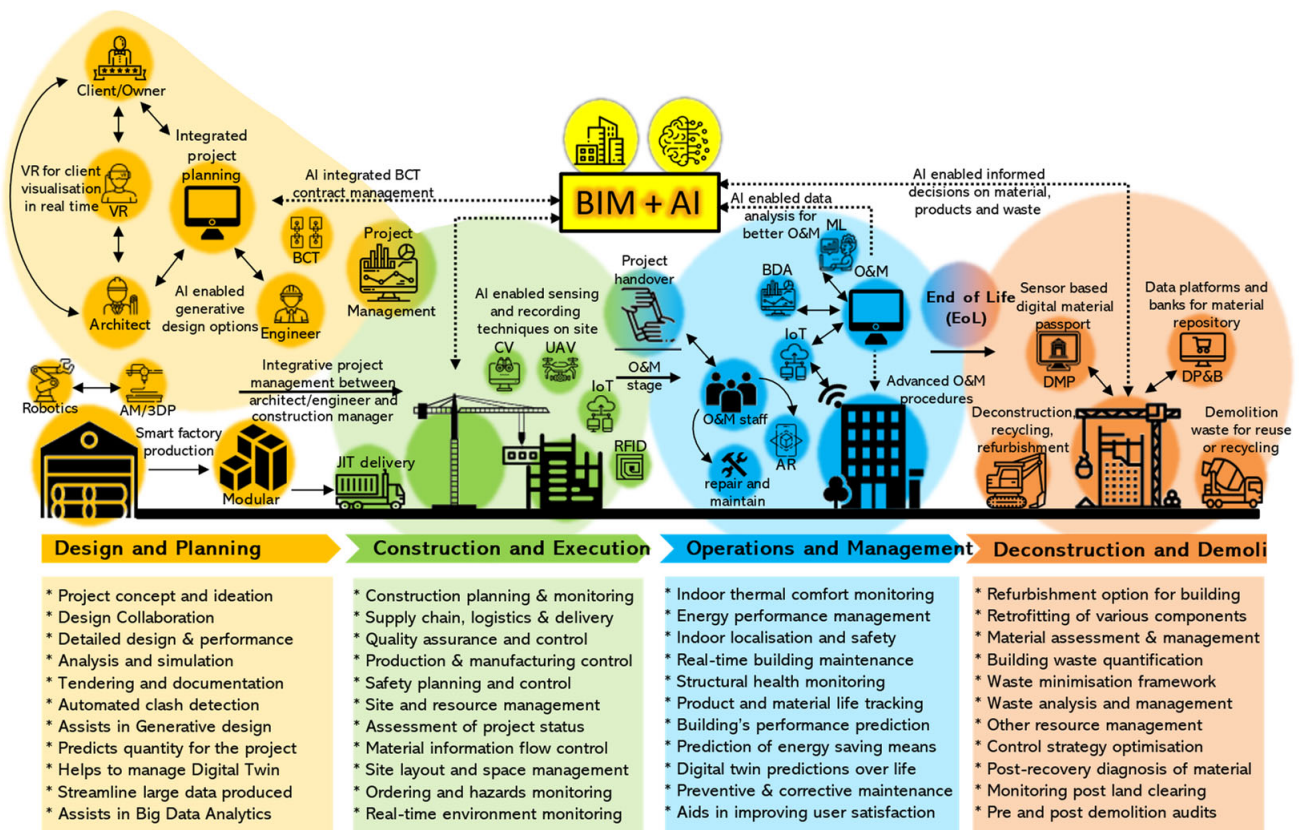 Client/Owner
Integrated
project
planning
VR for client
visualisation
in real time
VR
AI integrated BCT
contract management
BCT
Project
Management
Architect
AI enabled
generative
design options
Engineer
BIM + AI
AI enabled data
analysis for
better O&M
ML
AI enabled informed
decisions on material,
products and waste
Project
handover
BDA
O&M
End of Life
(EoL)
Sensor based
digital material
passport
Data platforms and
banks for material
repository
AI enabled sensing
and recording
techniques on site
CV
UAV
IoT
RFID
O&M
stage
IoT
O&M staff
AR
repair and
maintain
Advanced O&M
procedures
DMP
DP&B
Deconstruction,
recycling,
refurbishment
Demolition
waste for reuse
or recycling
Robotics
AM/3DP
Integrative project
management between
architect/engineer and
construction manager
Smart factory
production
Modular
JIT delivery
Design and Planning
Construction and Execution
Operations and Management
Deconstruction and Demoli
* Project concept and ideation
* Design Collaboration
* Detailed design & performance
* Analysis and simulation
* Tendering and documentation
* Automated clash detection
* Assists in Generative design
* Predicts quantity for the project
* Helps to manage Digital Twin
* Streamline large data produced
* Assists in Big Data Analytics
* Construction planning & monitoring
* Supply chain, logistics & delivery
* Quality assurance and control
* Production & manufacturing control
* Safety planning and control
* Site and resource management
* Assessment of project status
* Material information flow control
* Site layout and space management
* Ordering and hazards monitoring
* Real-time environment monitoring
* Indoor thermal comfort monitoring
* Energy performance management
* Indoor localisation and safety
* Real-time building maintenance
* Structural health monitoring
* Product and material life tracking
* Building's performance prediction
* Prediction of energy saving means
* Digital twin predictions over life
* Preventive & corrective maintenance
* Aids in improving user satisfaction
* Refurbishment option for building
* Retrofitting of various components
* Material assessment & management
* Building waste quantification
* Waste minimisation framework
* Waste analysis and management
* Other resource management
* Control strategy optimisation
* Post-recovery diagnosis of material
* Monitoring post land clearing
* Pre and post demolition audits